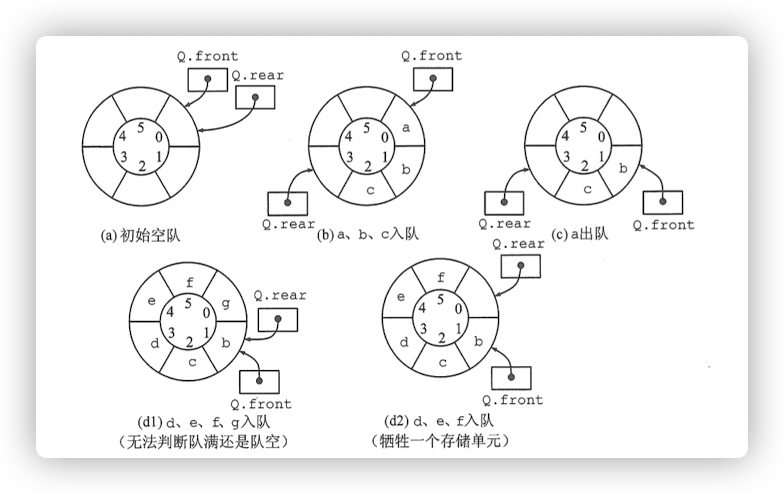 Q.front
Q.rear
4 5 0
3 2 1
(a) 初始空队
Q.front
a
b
c
4 5 0
3 2 1
Q.rear
(b) a、b、c入队
b
c
4 5 0
3 2 1
Q.rear
Q.front
(c) a出队
e f g
d c b
4 5 0
3 2 1
Q.rear
Q.front
(d1) d、e、f、g入队
（无法判断队满还是队空）
Q.rear
e f
d c b
4 5 0
3 2 1
Q.front
(d2) d、e、f入队
（牺牲一个存储单元）